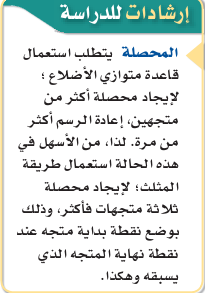 إرشادات للدراسة
المحصلة يتطلب استعمال
قاعدة متوازي الأضلاع ؛
لإيجاد محصلة أكثر من
متجهين، إعادة الرسم أكثر
من مرة. لذا، من الأسهل في
هذه الحالة استعمال طريقة
المثلث؛ لإيجاد محصلة
ثلاثة متجهات فأكثر، وذلك
بوضع نقطة بداية متجه عند
نقطة نهاية المتجه الذي
يسبقه وهكذا.